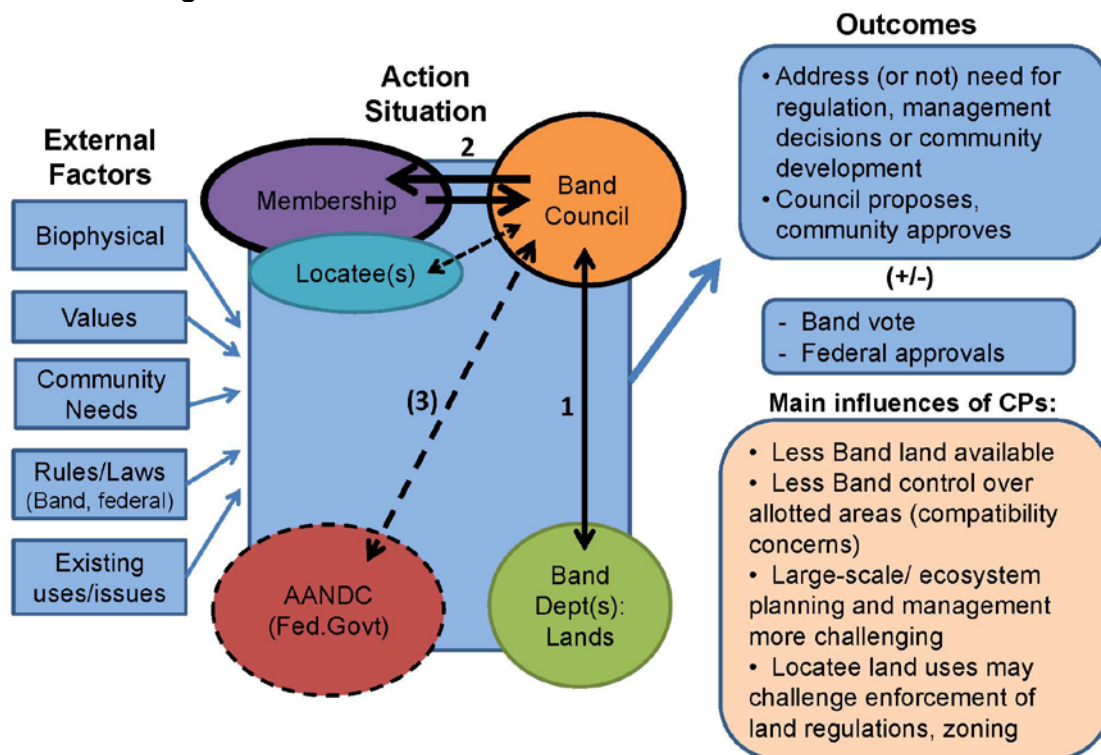 External
Factors
Biophysical
Values
Community
Needs
Rules/Laws
(Band, federal)
Existing
uses/issues
Action
Situation
2
Membership
Band
Council
Locatee(s)
(3)
1
AANDC
(Fed.Govt)
Band
Dept(s):
Lands
Outcomes
• Address (or not) need for
regulation, management
decisions or community
development
• Council proposes,
community approves
(+/-)
- Band vote
- Federal approvals
Main influences of CPs:
• Less Band land available
• Less Band control over
allotted areas (compatibility
concerns)
• Large-scale/ ecosystem
planning and management
more challenging
• Locatee land uses may
challenge enforcement of
land regulations, zoning